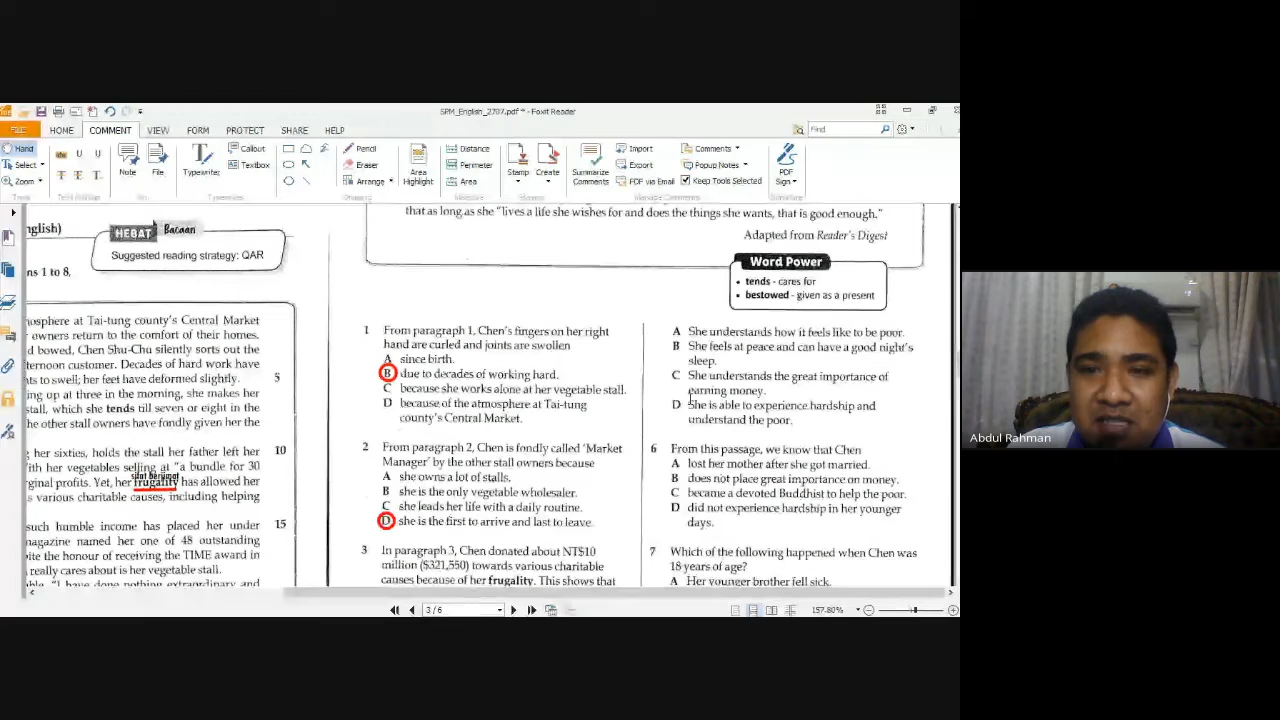 SPM_English_2707.pdf * - Foxit Reader
FILE HOME COMMENT VIEW FORM PROTECT SHARE HELP
Find
Hand
Select
Zoom
Note
File
Typewriter
Callout
Textbox
Pencil
Eraser
Arrange
Area
Highlight
Distance
Perimeter
Area
Stamp
Create
Summarize
Comments
Import
Export
PDF via Email
Comments
Popup Notes
Keep Tools Selected
PDF
Sign
Manage Comments
nglish)
HEBAT Bacaan
Suggested reading strategy: QAR
ns 1 to 8.
nosphere at Tai-tung county's Central Market
owners return to the comfort of their homes.
d bowed, Chen Shu-Chu silently sorts out the
ternoon customer. Decades of hard work have
ts to swell; her feet have deformed slightly. 5
ing up at three in the morning, she makes her
stall, which she tends till seven or eight in the
he other stall owners have fondly given her the
her sixties, holds the stall her father left her 10
ith her vegetables selling at "a bundle for 30
sifat berjimat
rginal profits. Yet, her frugality has allowed her
s various charitable causes, including helping
such humble income has placed her under 15
magazine named her one of 48 outstanding
ite the honour of receiving the TIME award in
really cares about is her vegetable stall.
ble. "I have done nothing extraordinary and
that as long as she "lives a life she wishes for and does the things she wants, that is good enough."
Adapted from Reader's Digest
Word Power
• tends - cares for
• bestowed - given as a present
1 From paragraph 1, Chen's fingers on her right
hand are curled and joints are swollen
A since birth.
B due to decades of working hard.
C because she works alone at her vegetable stall.
D because of the atmosphere at Tai-tung
county's Central Market.
2 From paragraph 2, Chen is fondly called 'Market
Manager' by the other stall owners because
A she owns a lot of stalls.
B she is the only vegetable wholesaler.
C she leads her life with a daily routine.
D she is the first to arrive and last to leave.
3 In paragraph 3, Chen donated about NT$10
million ($321,550) towards various charitable
causes because of her frugality. This shows that
A She understands how it feels like to be poor.
B She feels at peace and can have a good night's
sleep.
C She understands the great importance of
earning money.
D She is able to experience hardship and
understand the poor.
6 From this passage, we know that Chen
A lost her mother after she got married.
B does not place great importance on money.
C became a devoted Buddhist to help the poor.
D did not experience hardship in her younger
days.
7 Which of the following happened when Chen was
18 years of age?
A Her younger brother fell sick.
3 / 6
157.80%
Abdul Rahman